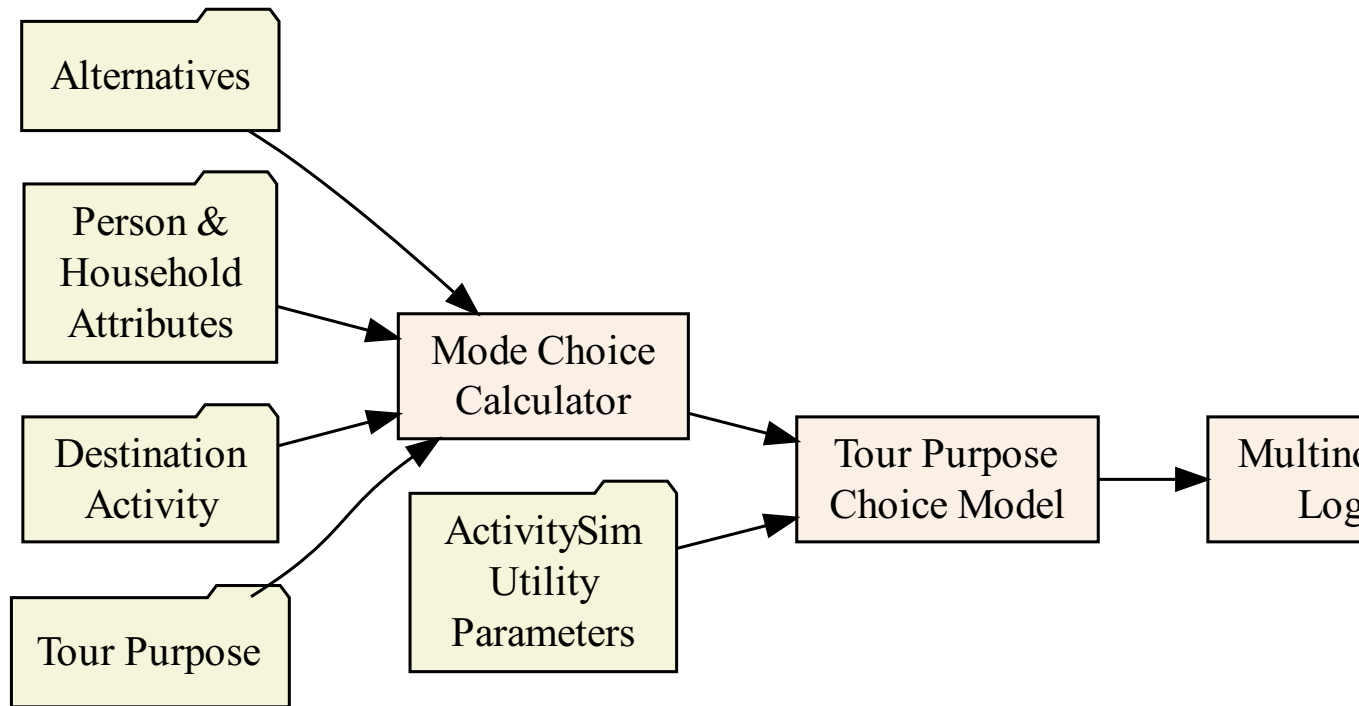 Alternatives
Person &
Household
Attributes
Destination
Activity
Tour Purpose
Mode Choice
Calculator
ActivitySim
Utility
Parameters
Tour Purpose
Choice Model